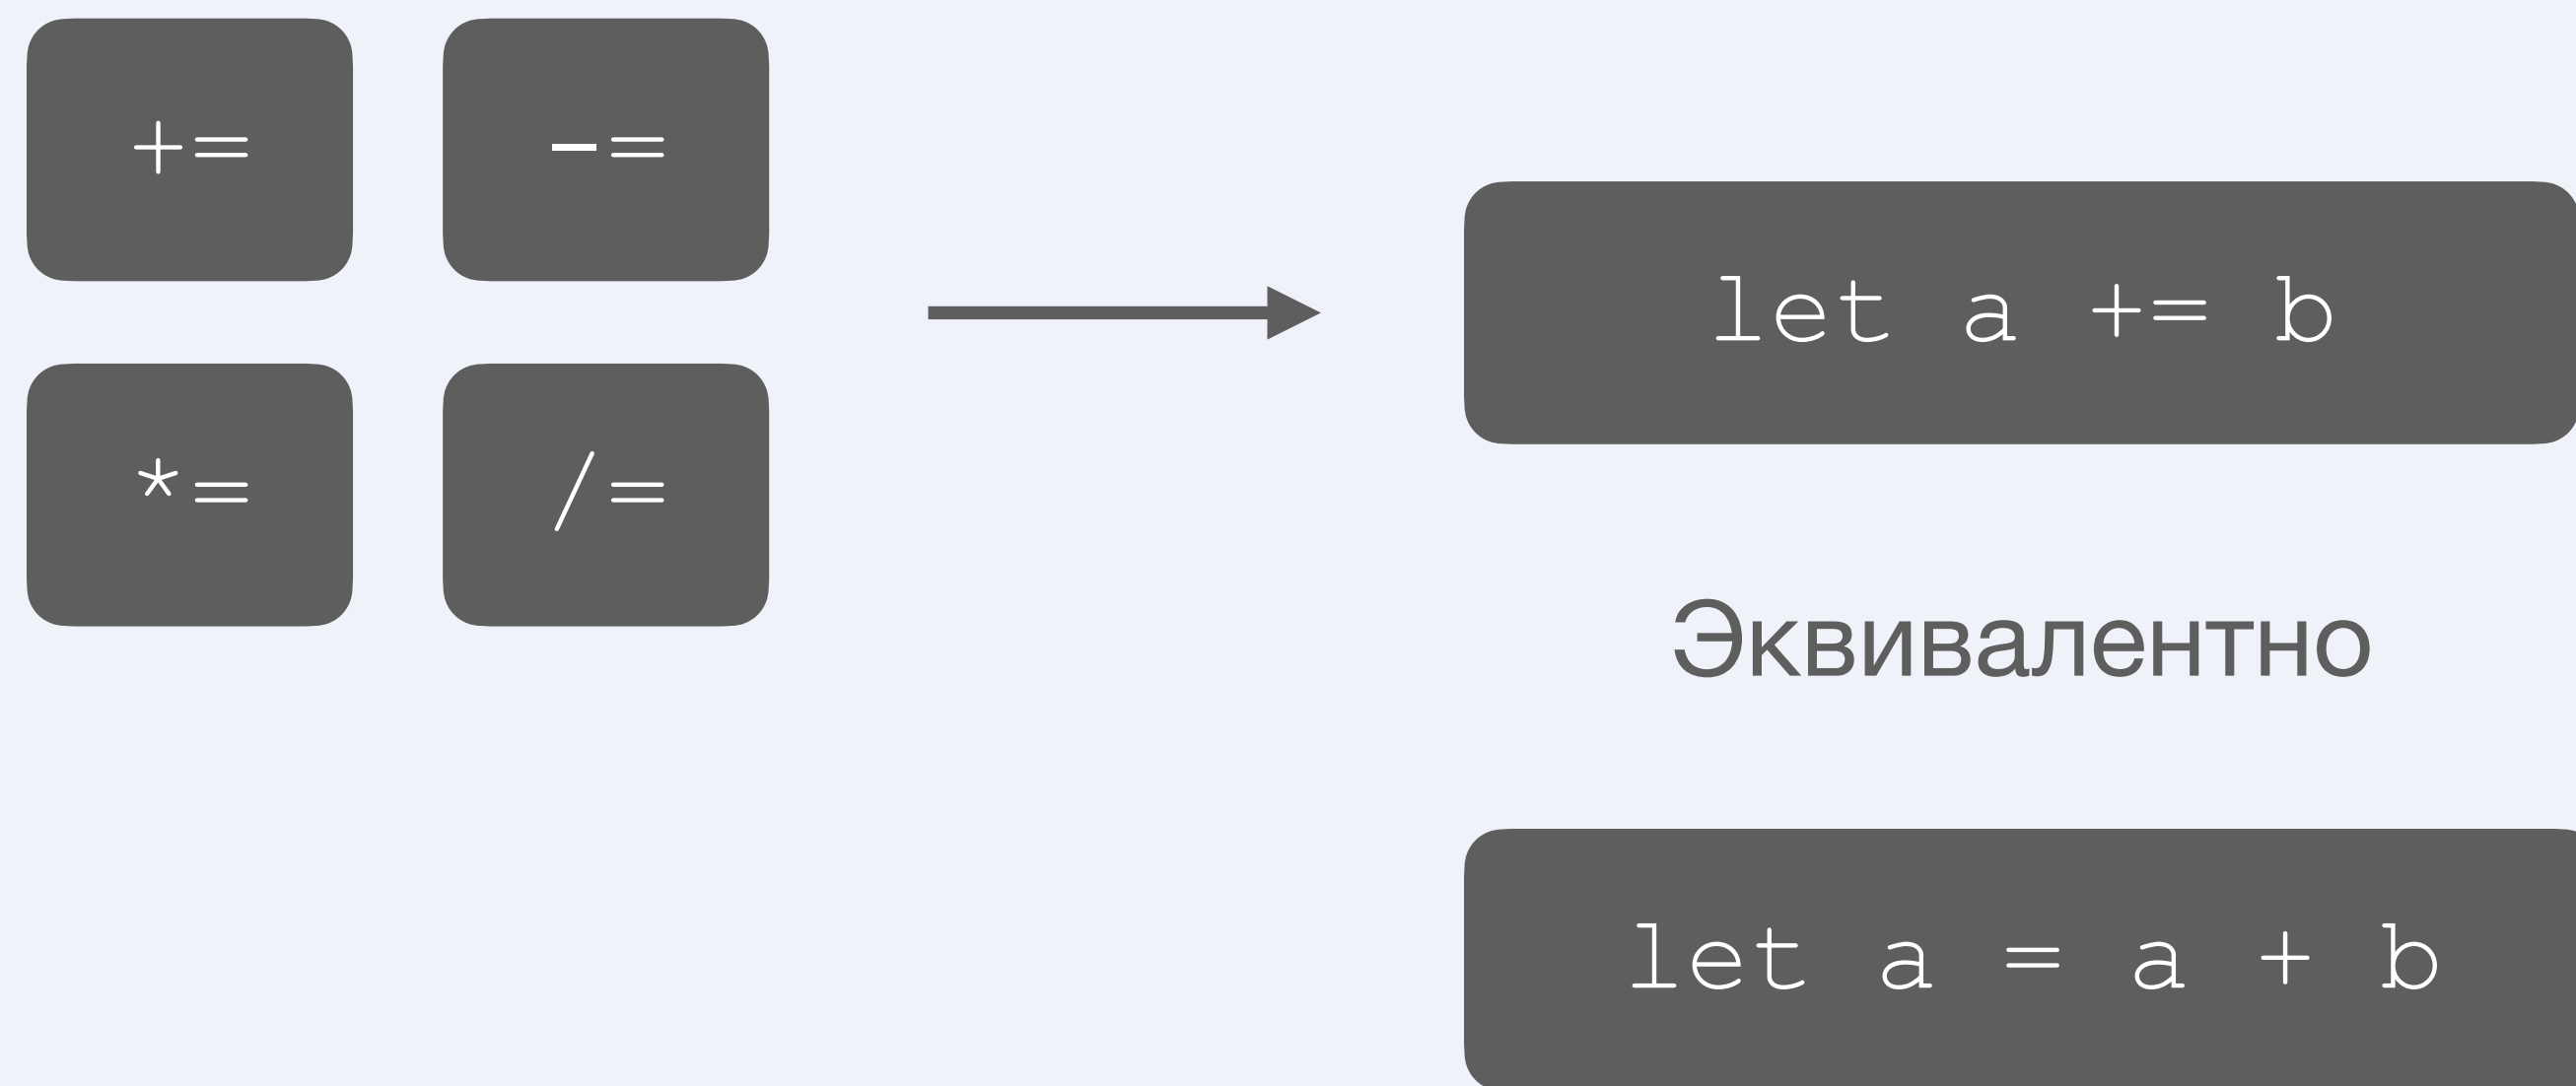 +=
-=
*=
/=
let a += b
Эквивалентно
let a = a + b